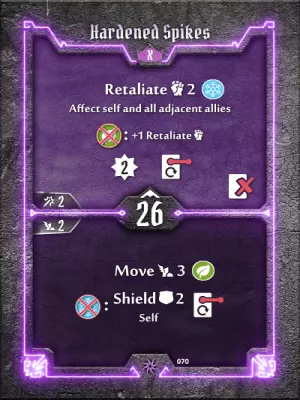 Hardened Spikes
X
Retaliate 2
Affect self and all adjacent allies
: +1 Retaliate
2
2
26
2
Move 3
: Shield 2
Self
070